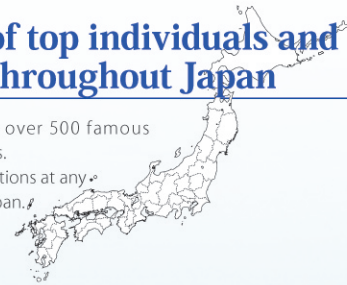 of top individuals and
hroughout Japan
over 500 famous
s.
tions at any
pan.